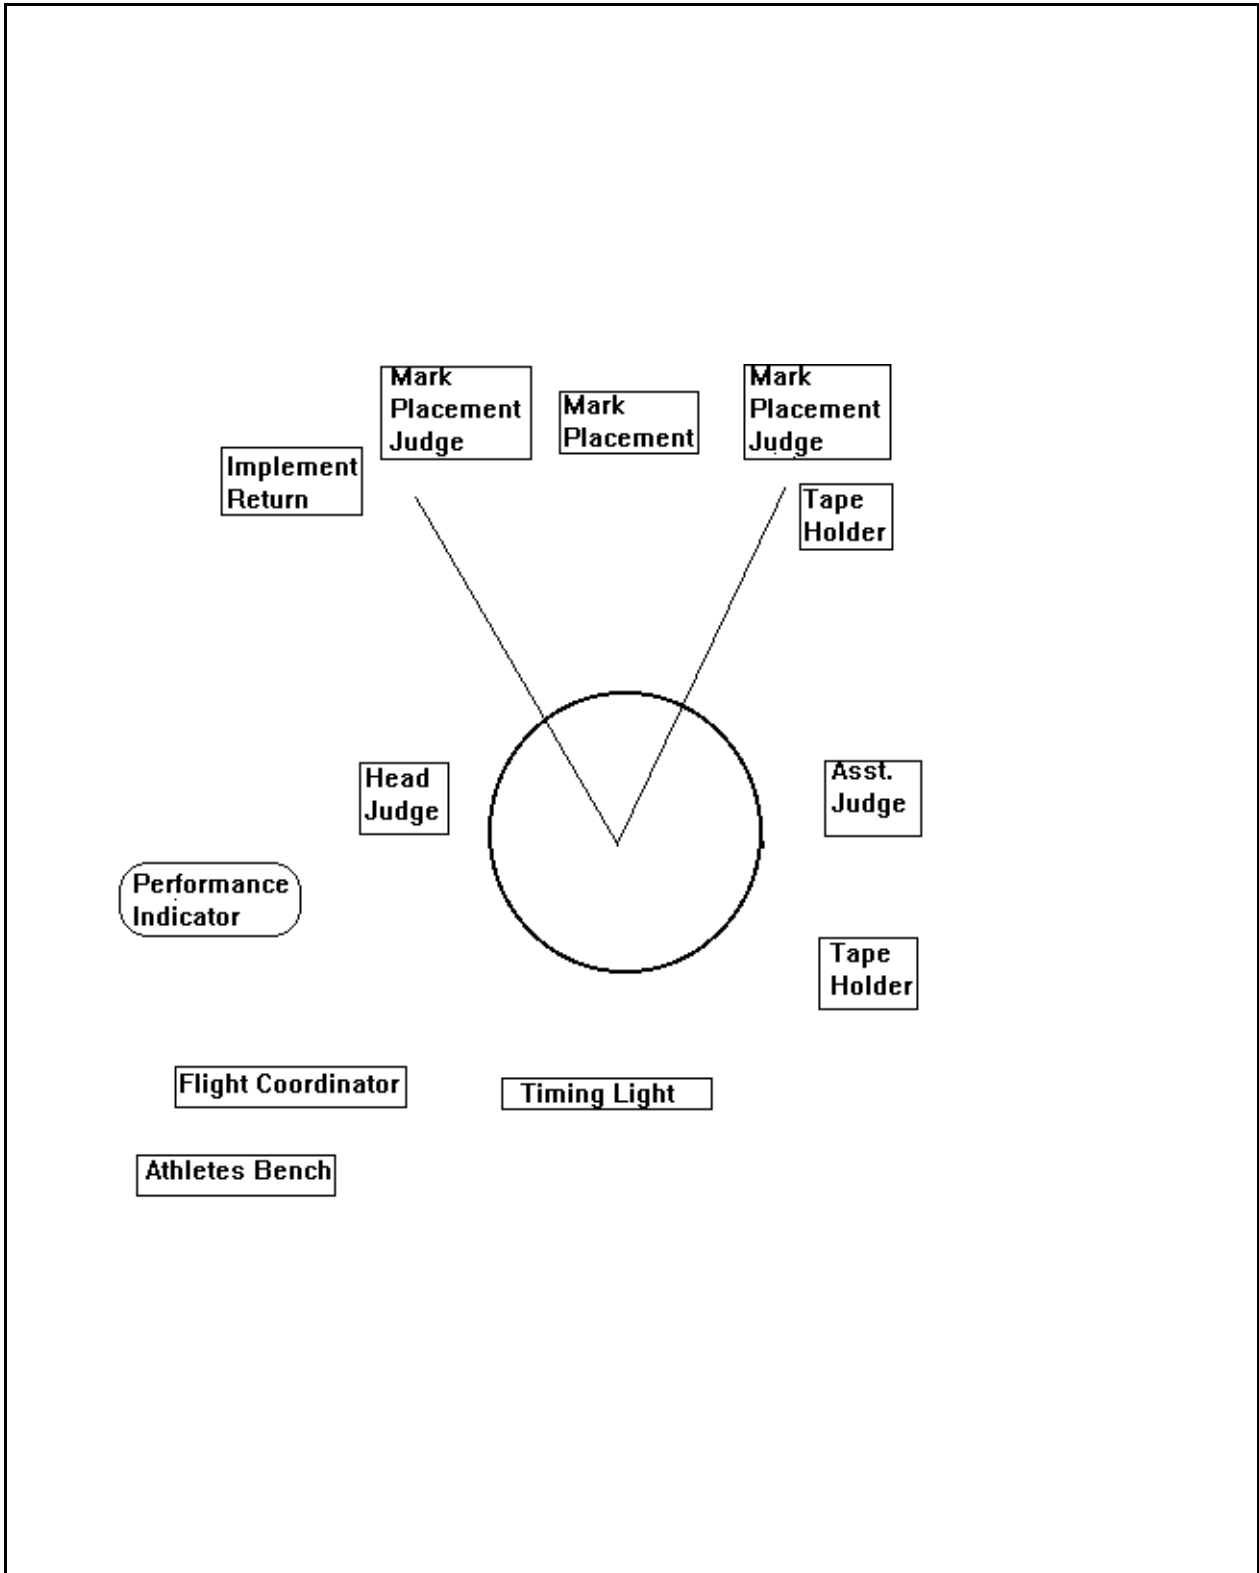 Mark
Placement
Judge
Mark
Placement
Mark
Placement
Judge
Implement
Return
Tape
Holder
Head
Judge
Asst.
Judge
Performance
Indicator
Tape
Holder
Flight Coordinator
Timing Light
Athletes Bench